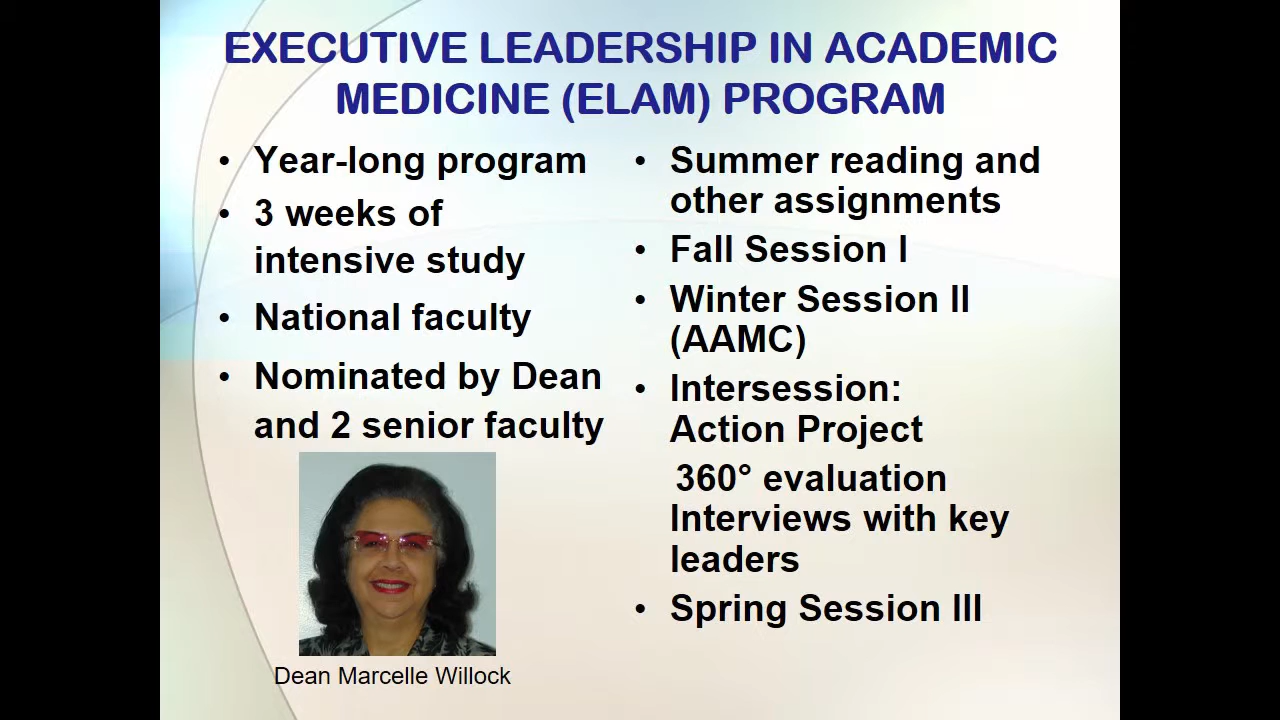 EXECUTIVE LEADERSHIP IN ACADEMIC
MEDICINE (ELAM) PROGRAM
• Year-long program
• 3 weeks of
intensive study
• National faculty
• Nominated by Dean
and 2 senior faculty
Dean Marcelle Willock
• Summer reading and
other assignments
• Fall Session I
• Winter Session II
(AAMC)
• Intersession:
Action Project
360° evaluation
Interviews with key
leaders
• Spring Session III